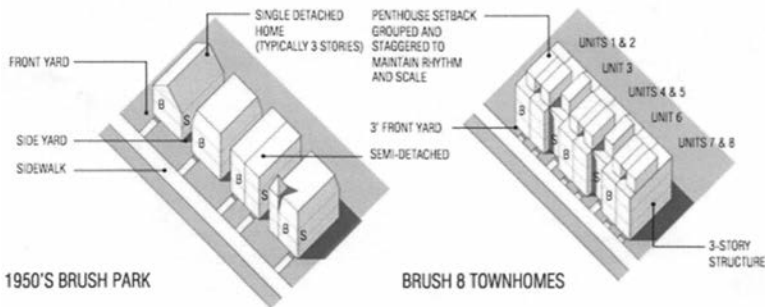 SINGLE DETACHED
HOME
(TYPICALLY 3 STORIES)
FRONT YARD
B
S
SIDE YARD
B
SIDEWALK
B
S
SEMI-DETACHED
B
S
1950'S BRUSH PARK
PENTHOUSE SETBACK
GROUPED AND
STAGGERED TO
MAINTAIN RHYTHM
AND SCALE
UNITS 1 & 2
UNIT 3
UNITS 4 & 5
UNIT 6
UNITS 7 & 8
3' FRONT YARD
B
S
B
S
B
S
3-STORY
STRUCTURE
BRUSH 8 TOWNHOMES